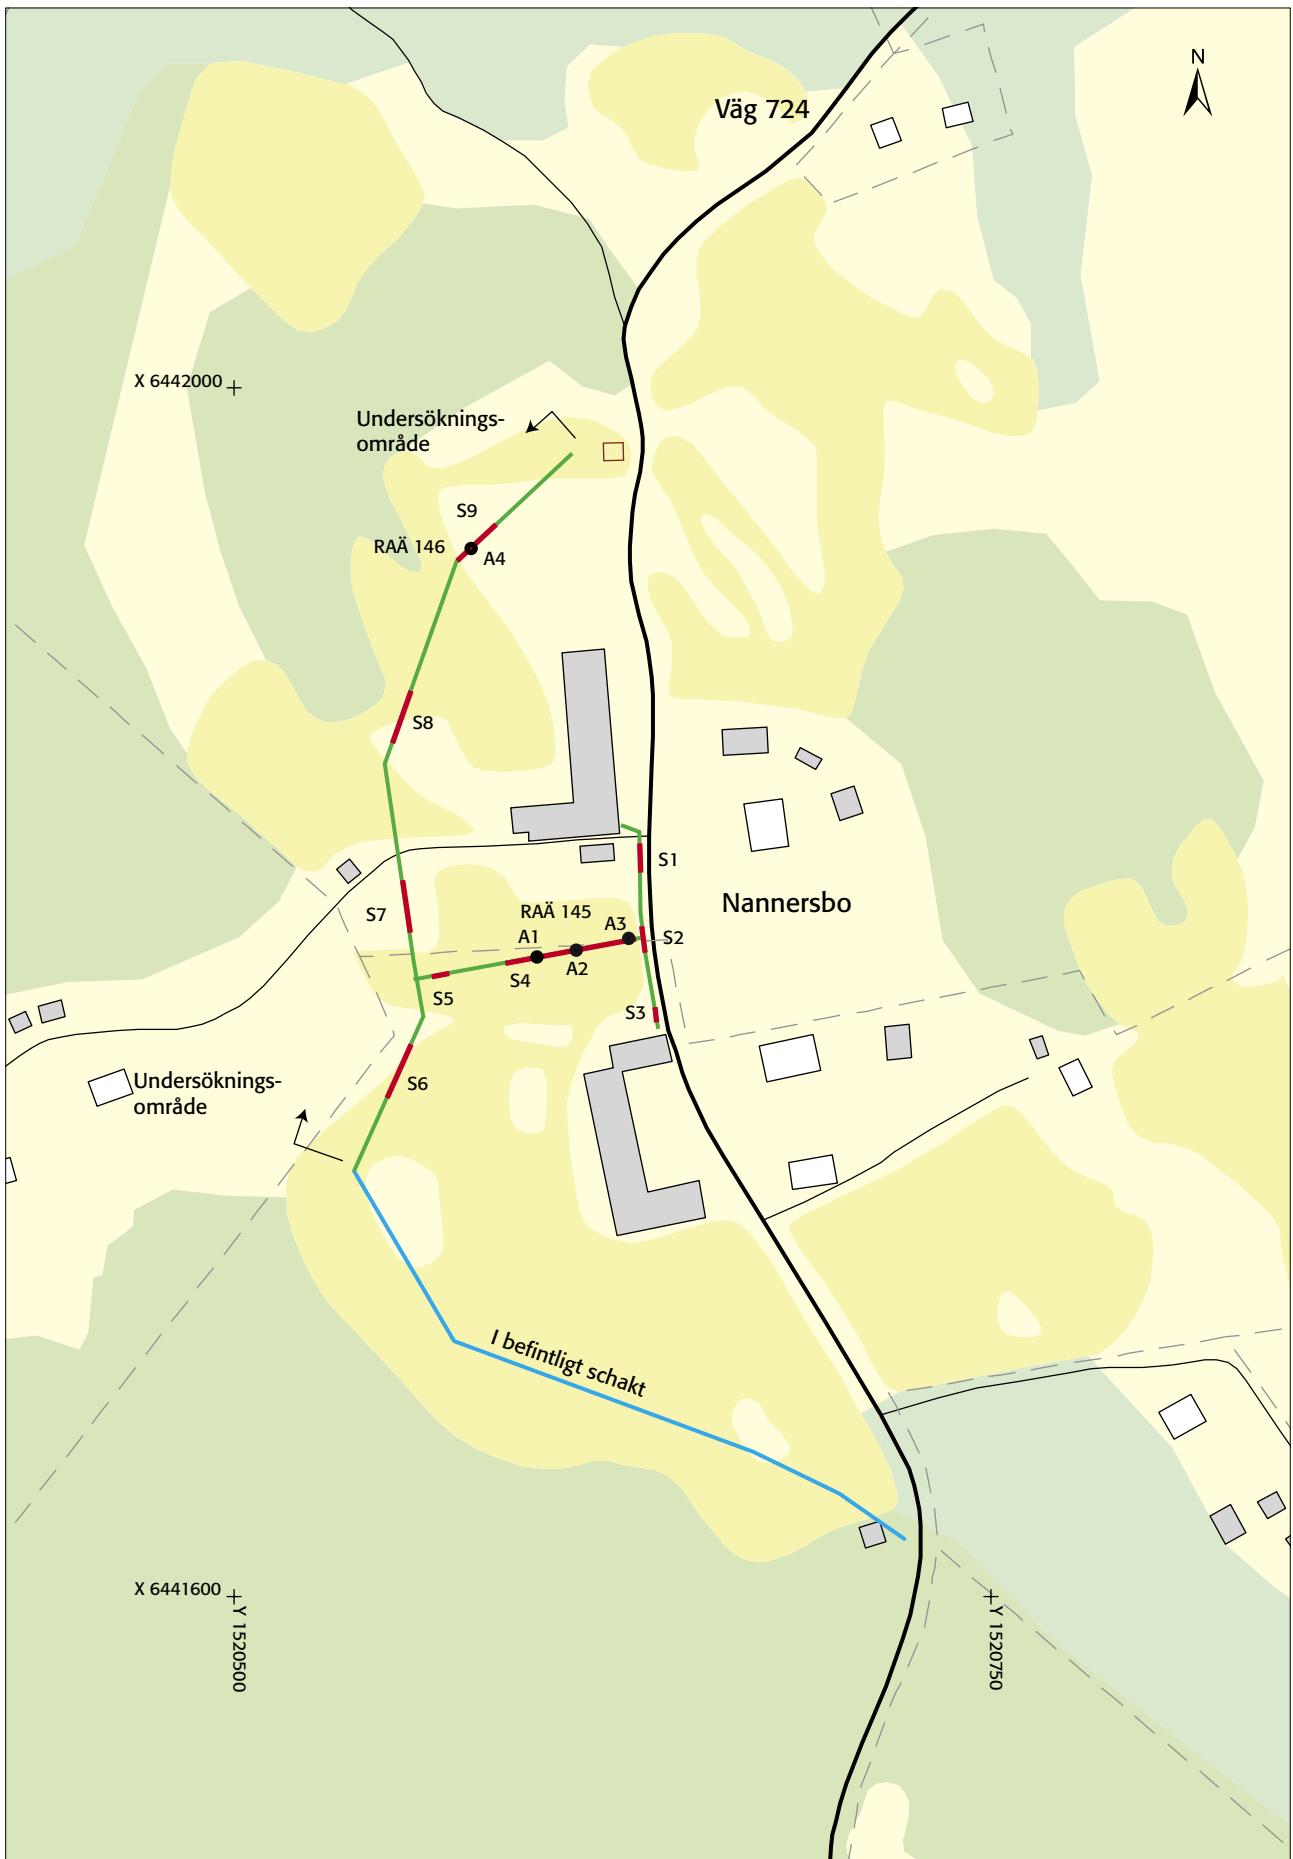 N
Väg 724
X 6442000
Undersöknings-
område
S9
RAÄ 146
A4
S8
S1
S7
RAÄ 145
Nannersbo
A3
A1
S2
A2
S4
S5
S3
Undersöknings-
område
S6
I befintligt schakt
X 6441600
Y 1520500
Y 1520750